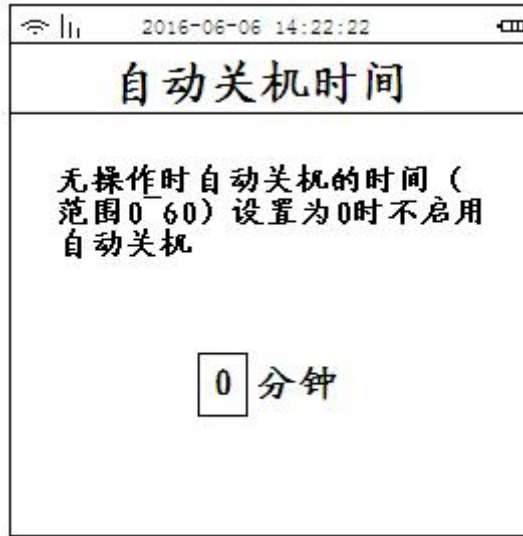 2016-06-06 14:22:22
自动关机时间
无操作时自动关机的时间（
范围0~60）设置为0时不启用
自动关机
0 分钟